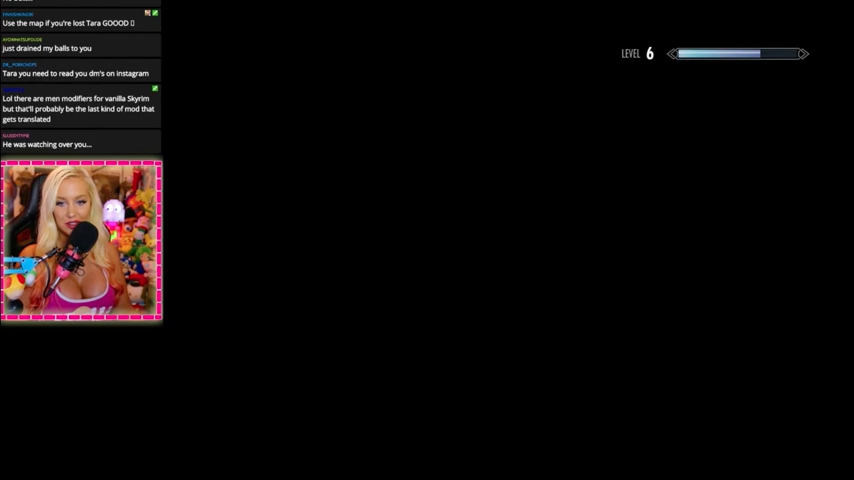 Use the map if you're lost Tara GOOOD
AYOWHATSUPDUDE
just drained my balls to you
DR_PORKCHOPS
Tara you need to read you dm's on instagram
Lol there are men modifiers for vanilla Skyrim
but that'll probably be the last kind of mod that
gets translated
He was watching over you...
LEVEL 6